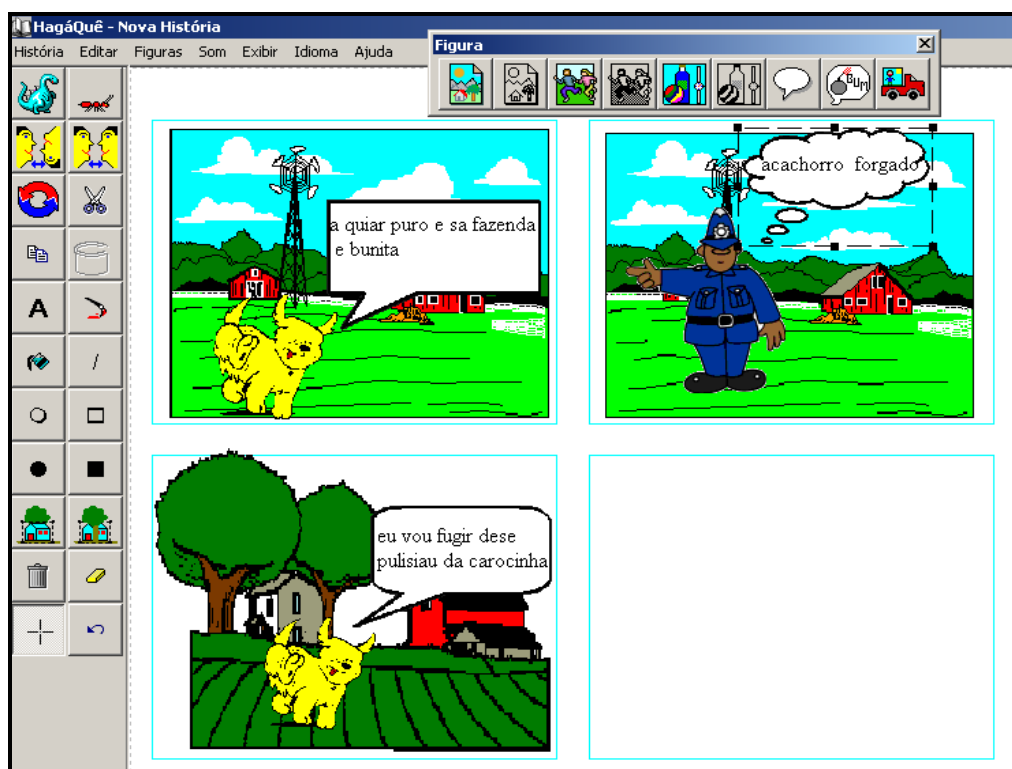 HagáQuê - Nova História
História Editar Figuras Som Exibir Idioma Ajuda
Figura
BUM
A
a quiar puro e sa fazenda
e bunita
acachorro forgado
eu vou fugir dese
pulisiau da carocinha